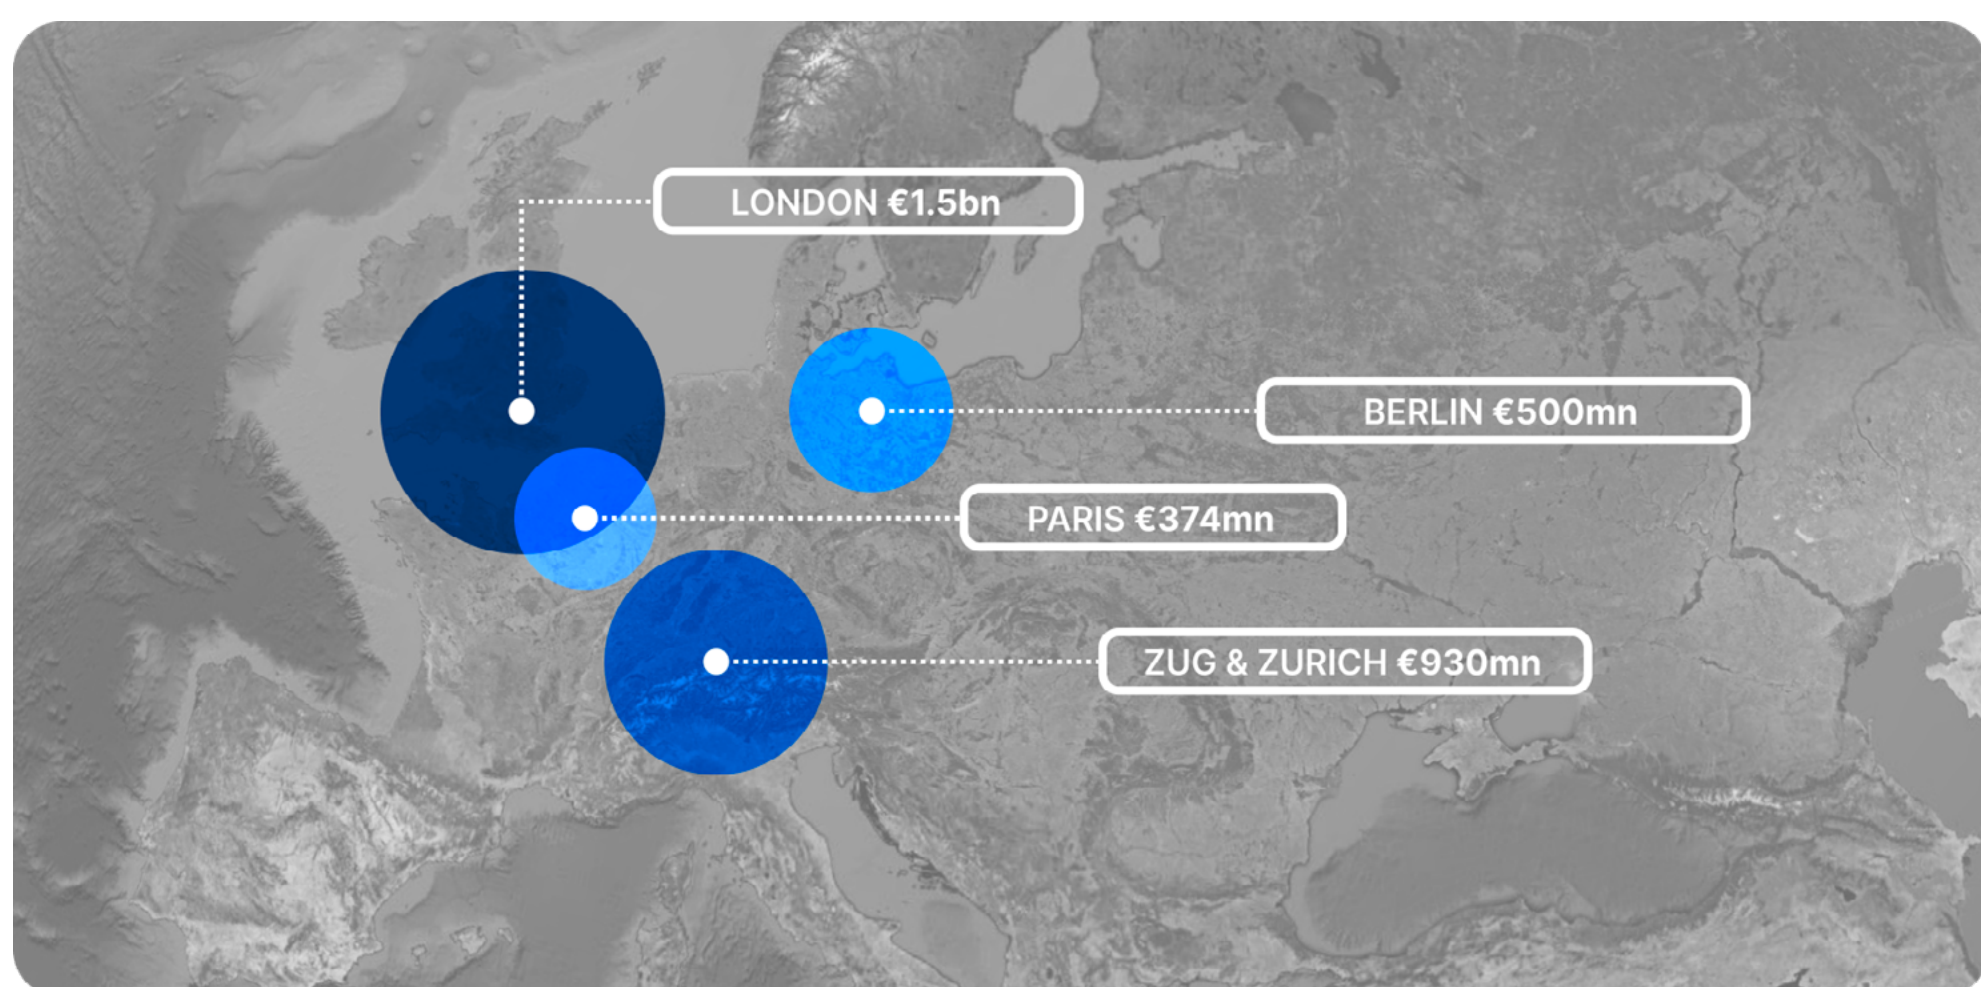 LONDON €1.5bn
BERLIN €500mn
PARIS €374mn
ZUG & ZURICH €930mn